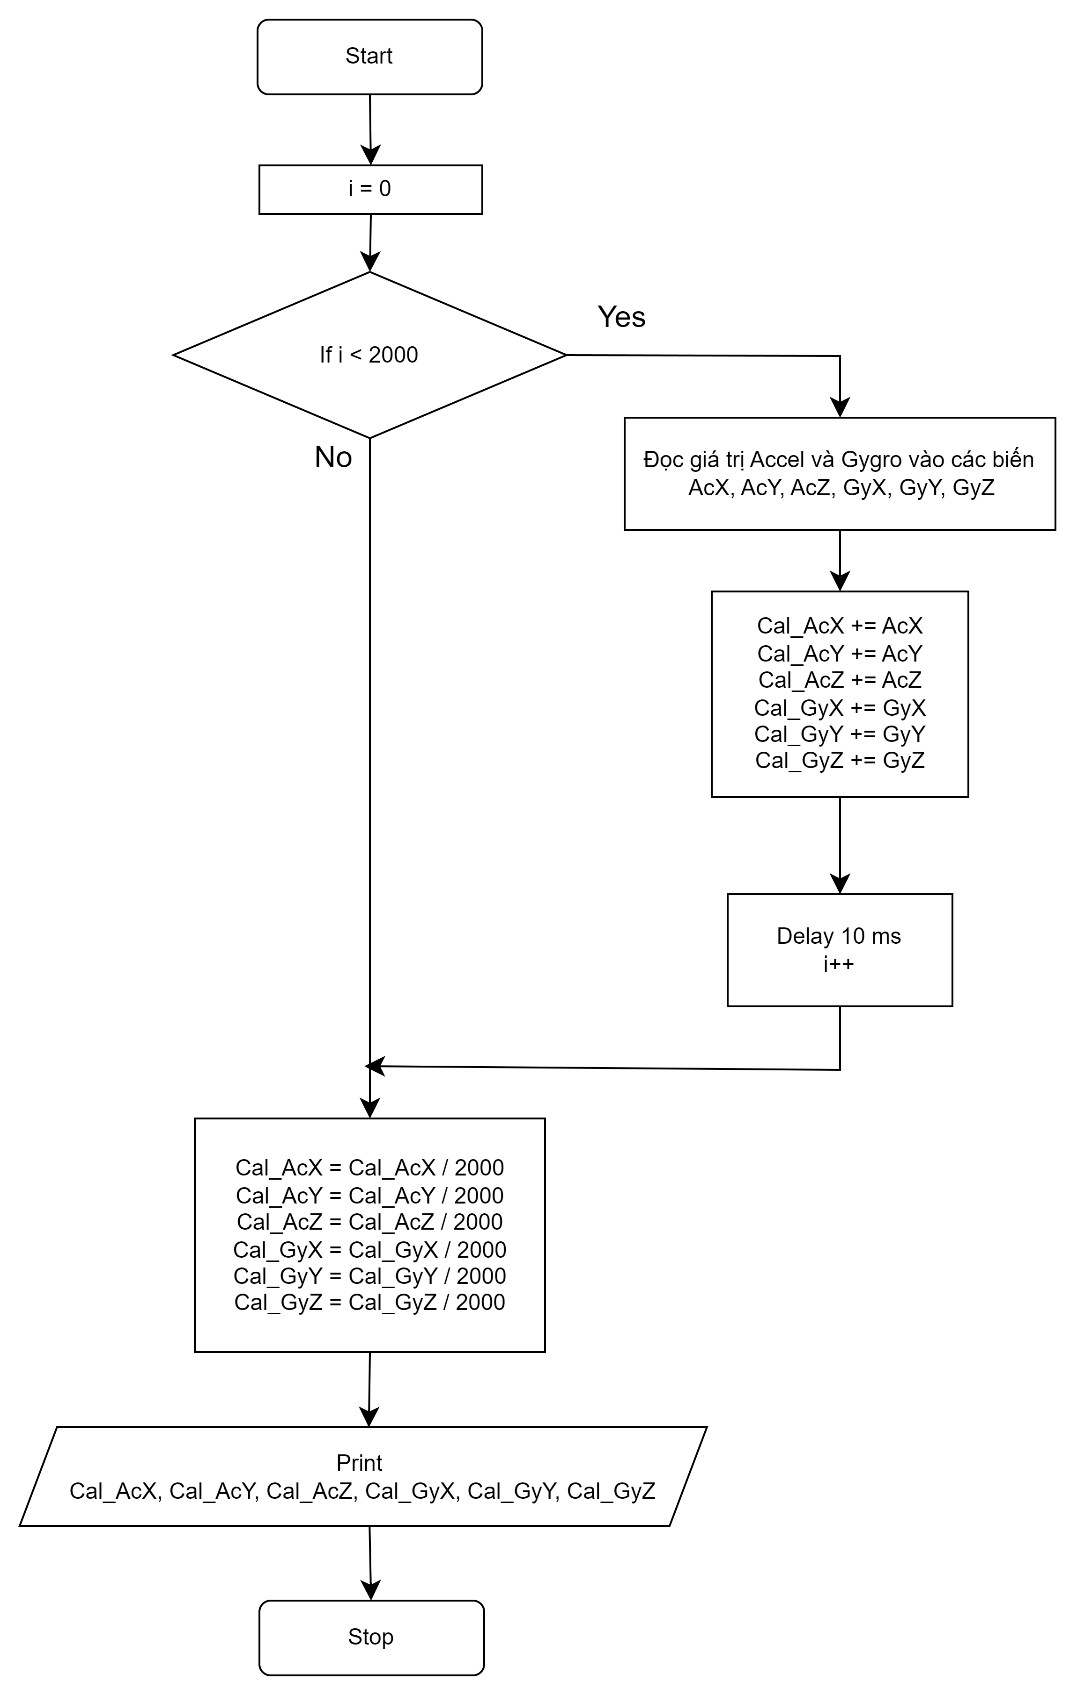 Start
i = 0
If i < 2000
Yes
No
Đọc giá trị Accel và Gygro vào các biến
AcX, AcY, AcZ, GyX, GyY, GyZ
Cal_AcX += AcX
Cal_AcY += AcY
Cal_AcZ += AcZ
Cal_GyX += GyX
Cal_GyY += GyY
Cal_GyZ += GyZ
Delay 10 ms
i++
Cal_AcX = Cal_AcX / 2000
Cal_AcY = Cal_AcY / 2000
Cal_AcZ = Cal_AcZ / 2000
Cal_GyX = Cal_GyX / 2000
Cal_GyY = Cal_GyY / 2000
Cal_GyZ = Cal_GyZ / 2000
Print
Cal_AcX, Cal_AcY, Cal_AcZ, Cal_GyX, Cal_GyY, Cal_GyZ
Stop